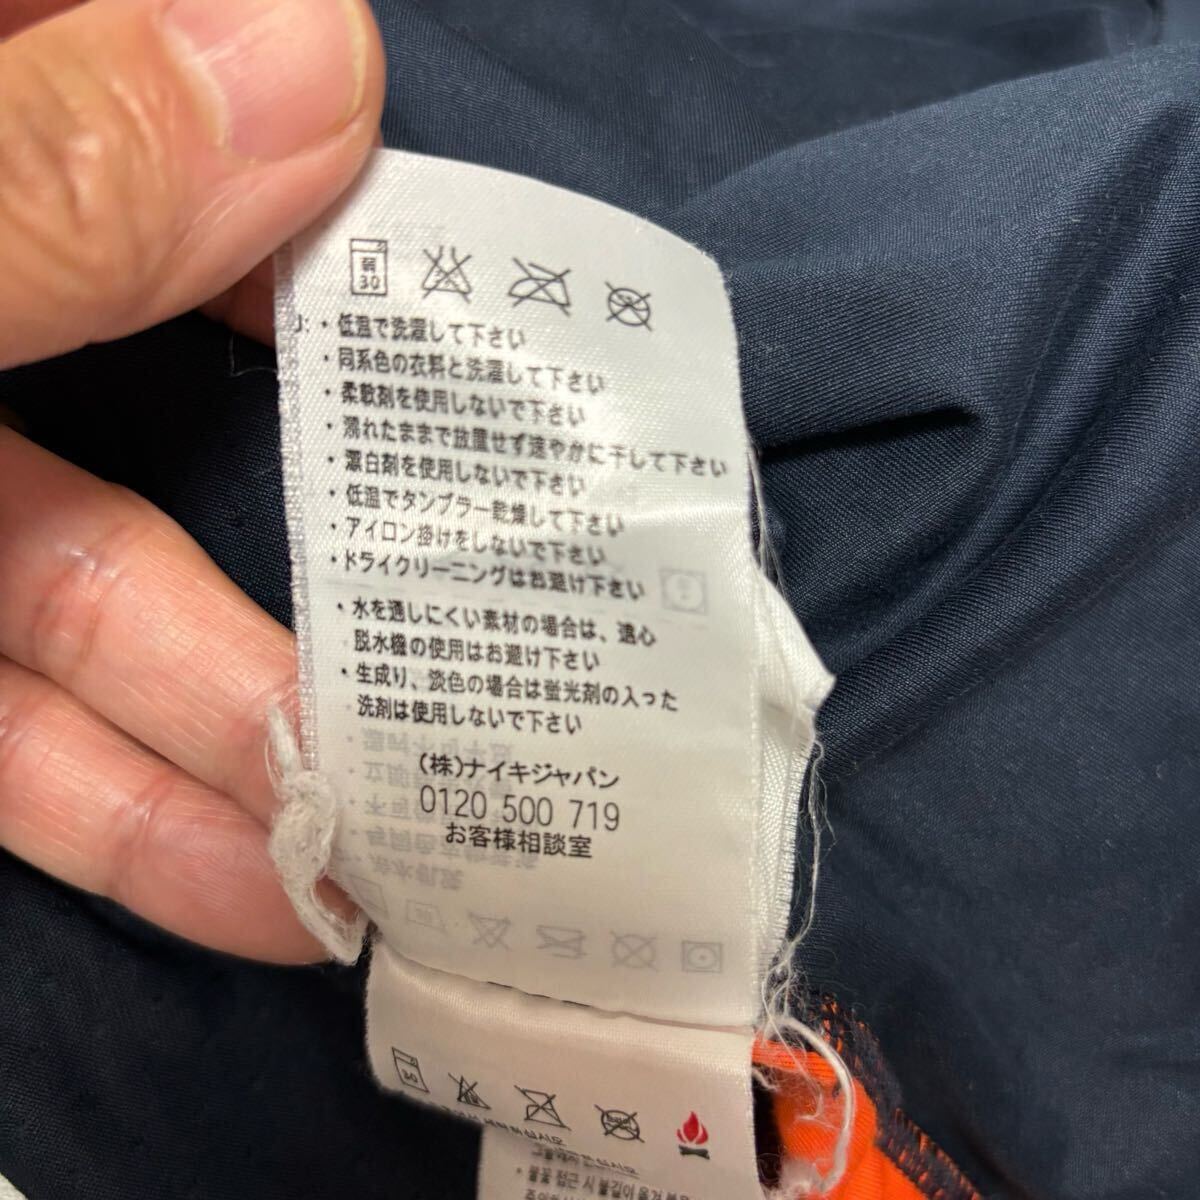 弱
30
J: ・低温で洗濯して下さい
・同系色の衣料と洗濯して下さい
・柔軟剤を使用しないで下さい
・濡れたままで放置せず速やかに干して下さい
・漂白剤を使用しないで下さい
・低温でタンブラー乾燥して下さい
・アイロン掛けをしないで下さい
・ドライクリーニングはお避け下さい
・水を通しにくい素材の場合は、遠心
脱水機の使用はお避け下さい
・生成り、淡色の場合は蛍光剤の入った
洗剤は使用しないで下さい
(株)ナイキジャパン
0120 500 719
お客様相談室
30